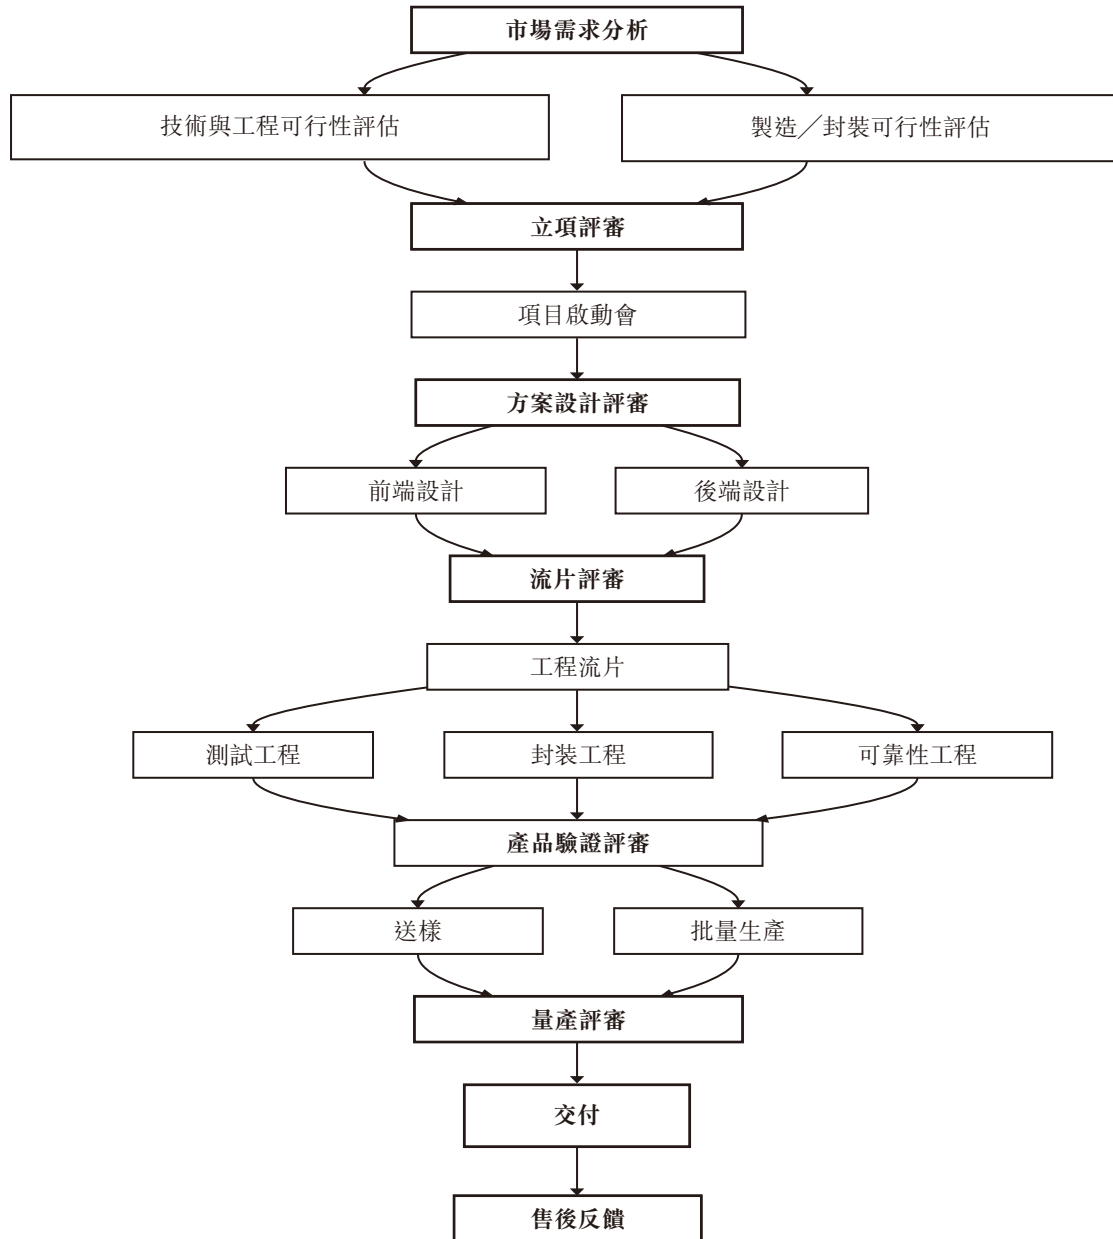 市場需求分析
技術與工程可行性評估
製造／封裝可行性評估
立項評審
項目啟動會
方案設計評審
前端設計
後端設計
流片評審
工程流片
測試工程
封裝工程
可靠性工程
產品驗證評審
送樣
批量生產
量產評審
交付
售後反饋